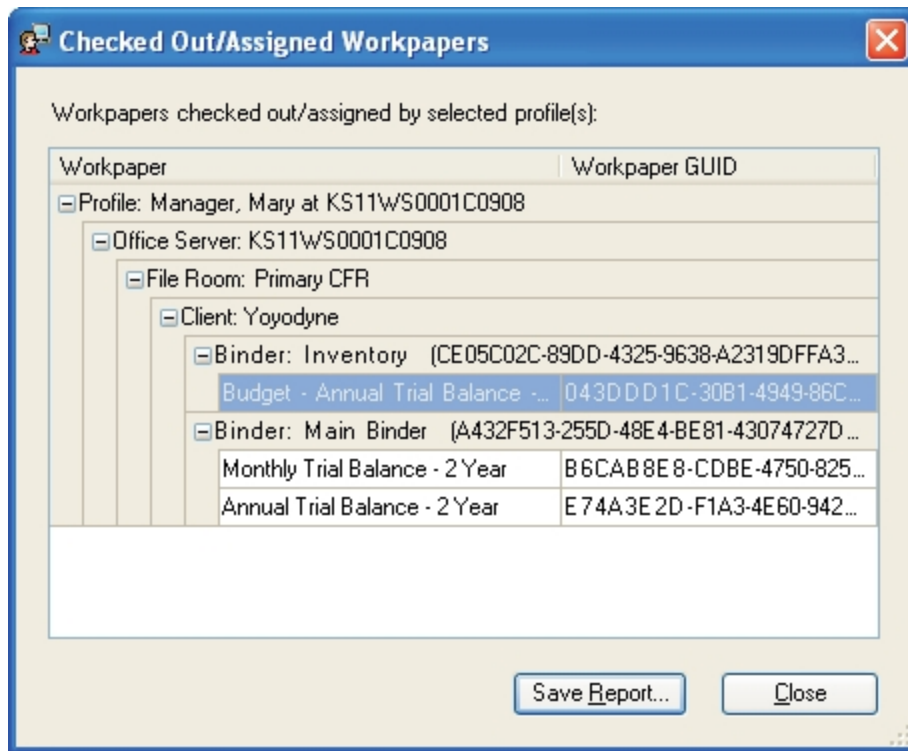 Checked Out/Assigned Workpapers
Workpapers checked out/assigned by selected profile(s):
Workpaper Workpaper GUID
Profile: Manager, Mary at KS11WS0001C0908
Office Server: KS11WS0001C0908
File Room: Primary CFR
Client: Yoyodyne
Binder: Inventory (CE05C02C-89DD-4325-9638-A2319DFFA3...
Budget - Annual Trial Balance -... 043DDD1C-30B1-4949-86C...
Binder: Main Binder (A432F513-255D-48E4-BE81-43074727D...
Monthly Trial Balance - 2 Year B6CAB8E8-CDBE-4750-825...
Annual Trial Balance - 2 Year E74A3E2D-F1A3-4E60-942...
Save Report... Close